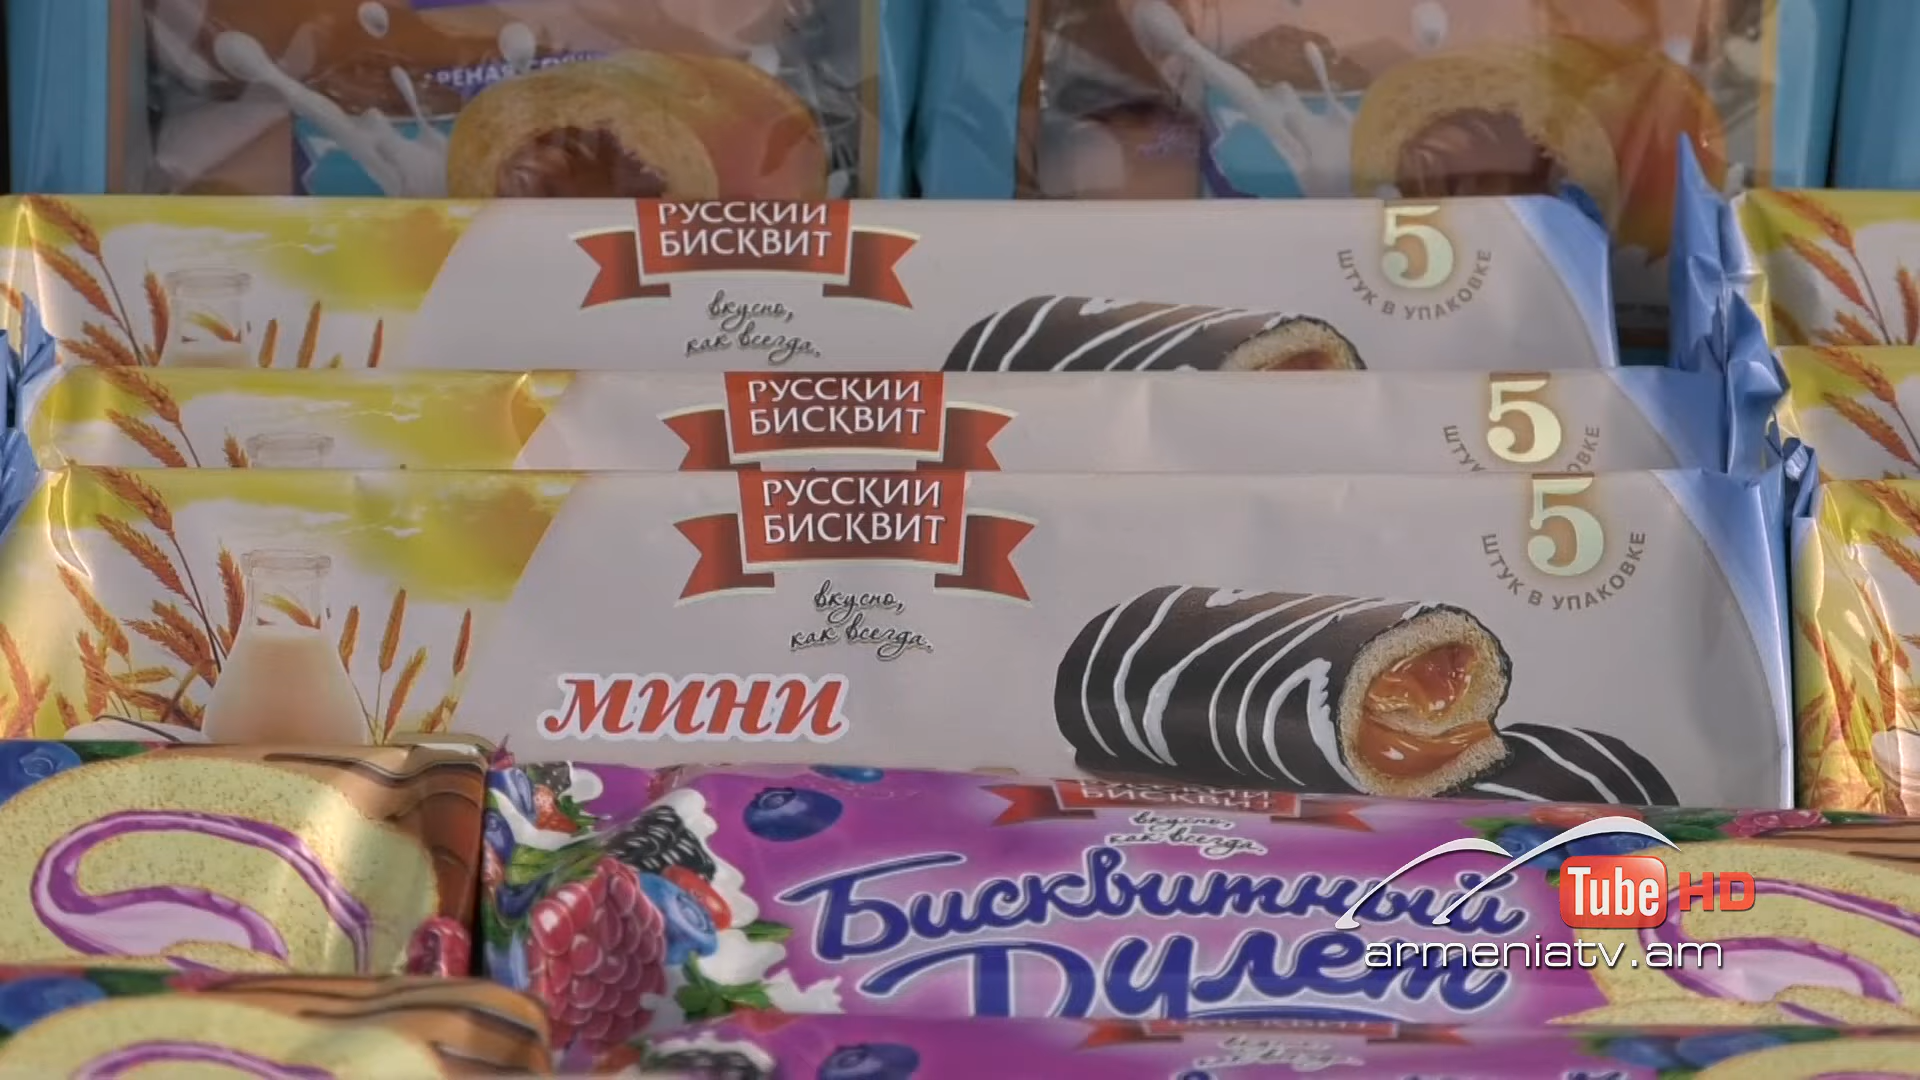 РУССКИЙ
БИСКВИТ
вкусно,
как всегда.
5
ШТУК В УПАКОВКЕ
РУССКИЙ
БИСКВИТ
5
РУССКИЙ
БИСКВИТ
вкусно,
как всегда.
5
ШТУК В УПАКОВКЕ
МИНИ
БИСКВИТ
вкусно,
как всегда.
Бисквитный
Рулет
Tube HD
armeniatv.am